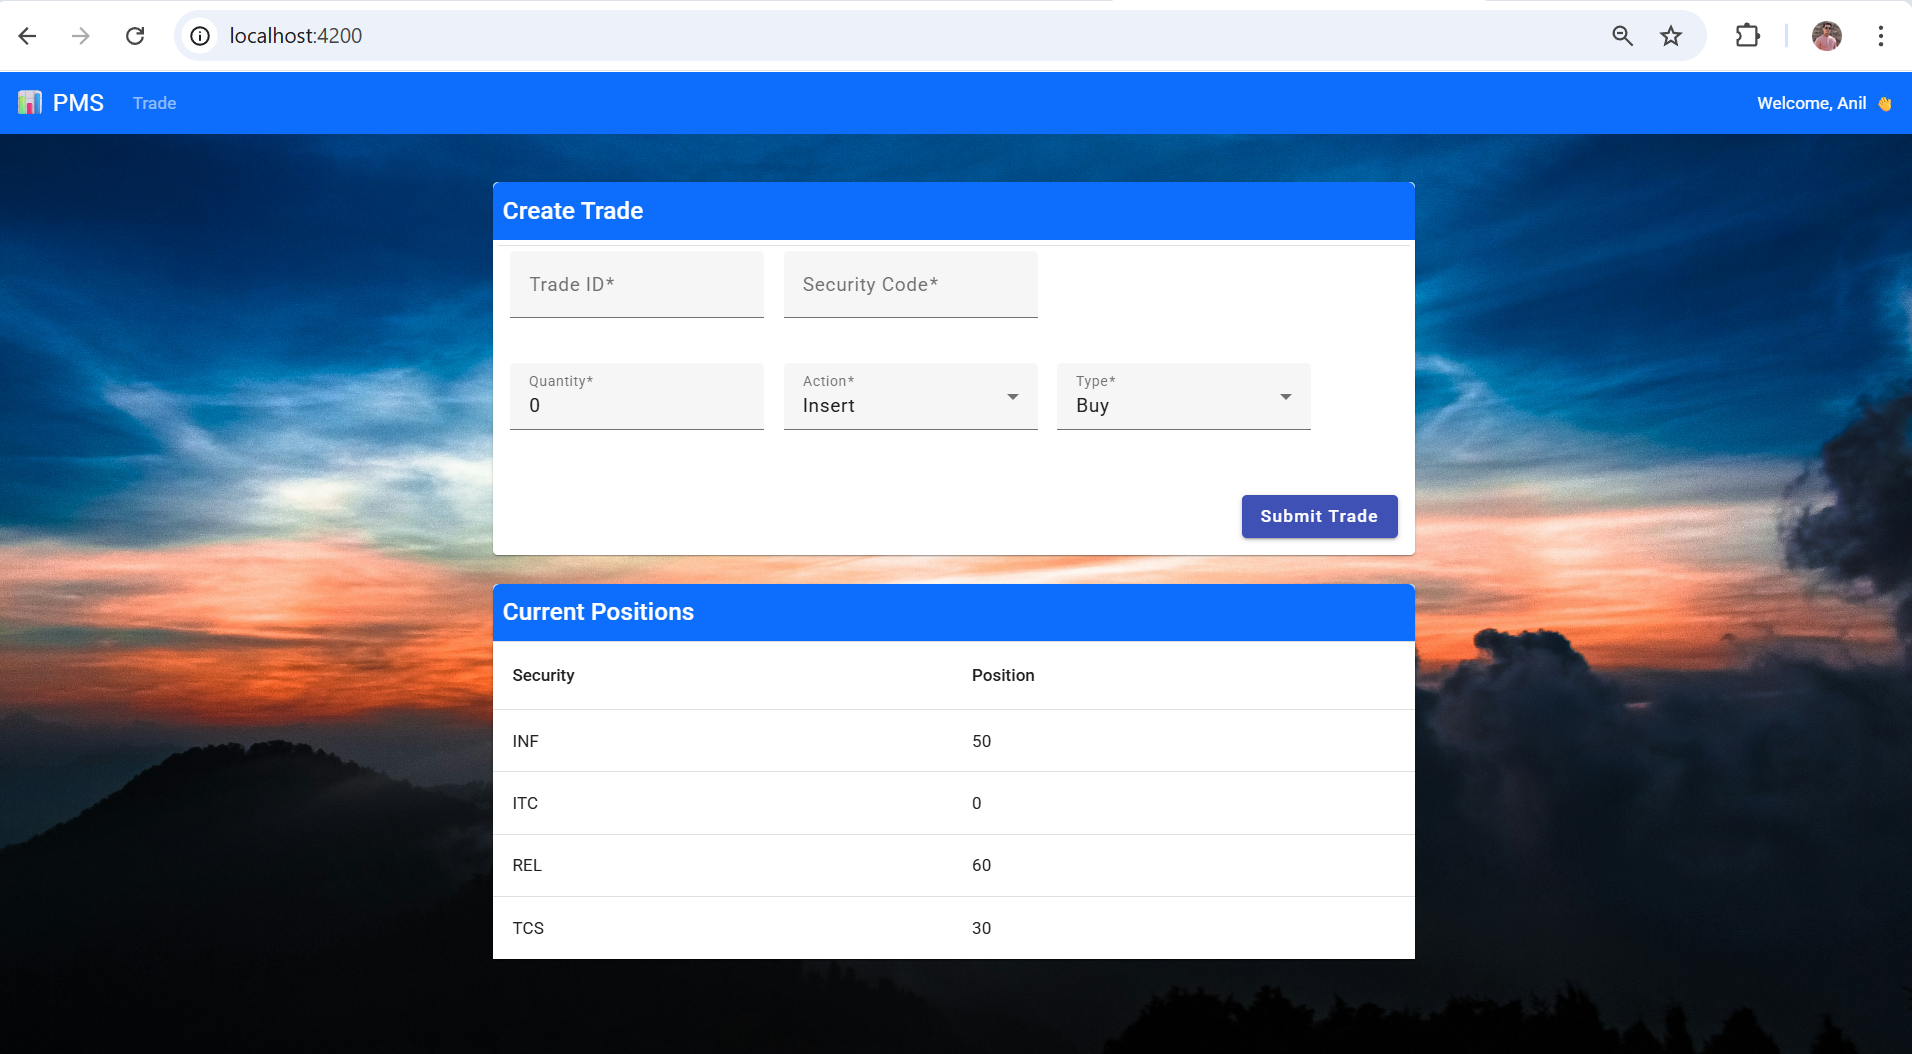 localhost:4200
PMS Trade Welcome, Anil 👋
Create Trade
Trade ID* Security Code*
Quantity* Action* Type*
0 Insert Buy
Submit Trade
Current Positions
Security Position
INF 50
ITC 0
REL 60
TCS 30